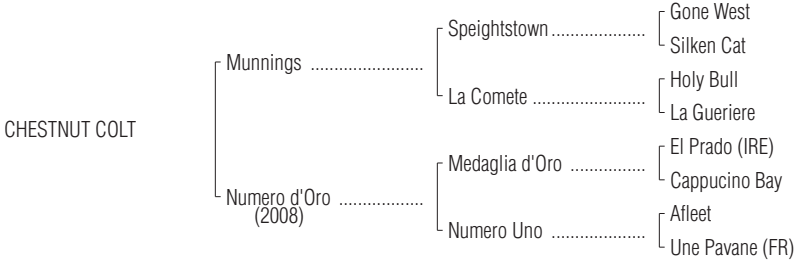 Gone West
Speightstown ....................
Silken Cat
Munnings ........................
Holy Bull
La Comete ........................
La Gueriere
CHESTNUT COLT
El Prado (IRE)
Medaglia d'Oro ................
Cappucino Bay
Numero d'Oro ..................
(2008)
Afleet
Numero Uno ....................
Une Pavane (FR)